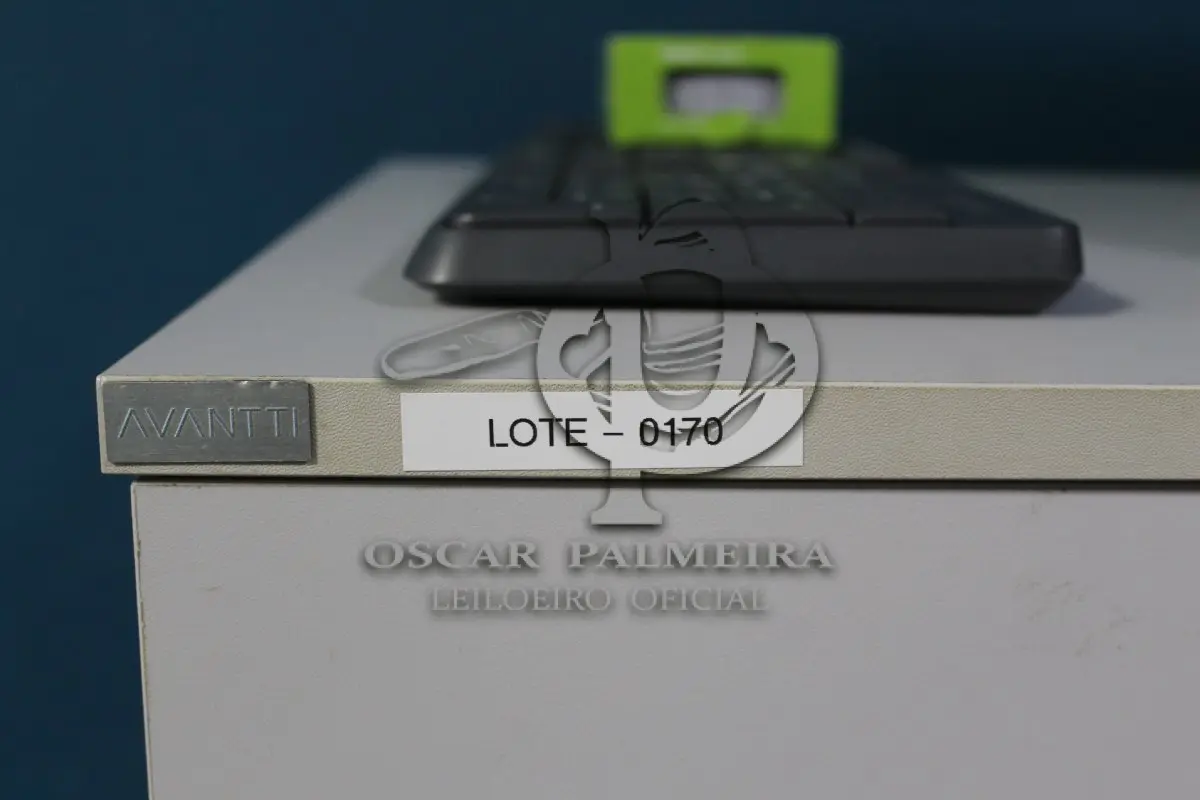 AVANTTI
LOTE - 0170
OSCAR PALMEIRA
LEILOEIRO OFICIAL